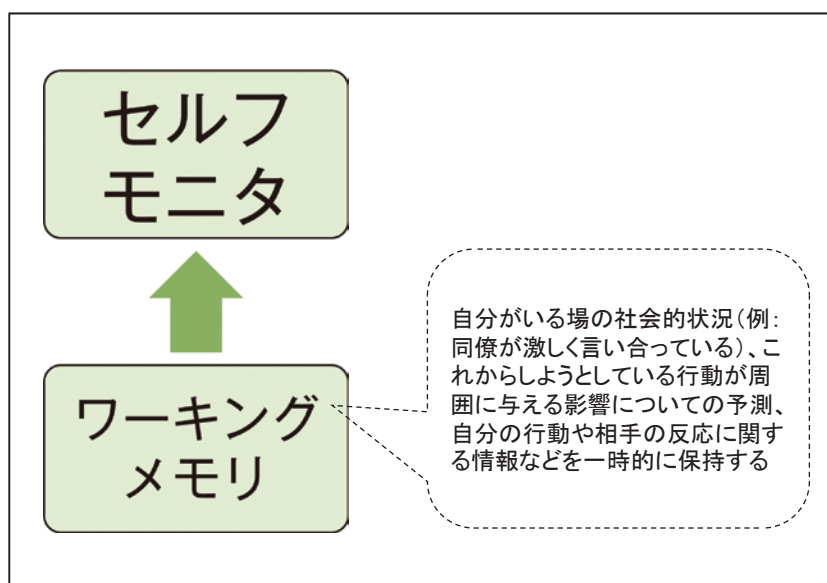 セルフ
モニタ
ワーキング
メモリ
自分がいる場の社会的状況(例:
同僚が激しく言い合っている)、こ
れからしようとしている行動が周
囲に与える影響についての予測、
自分の行動や相手の反応に関す
る情報などを一時的に保持する